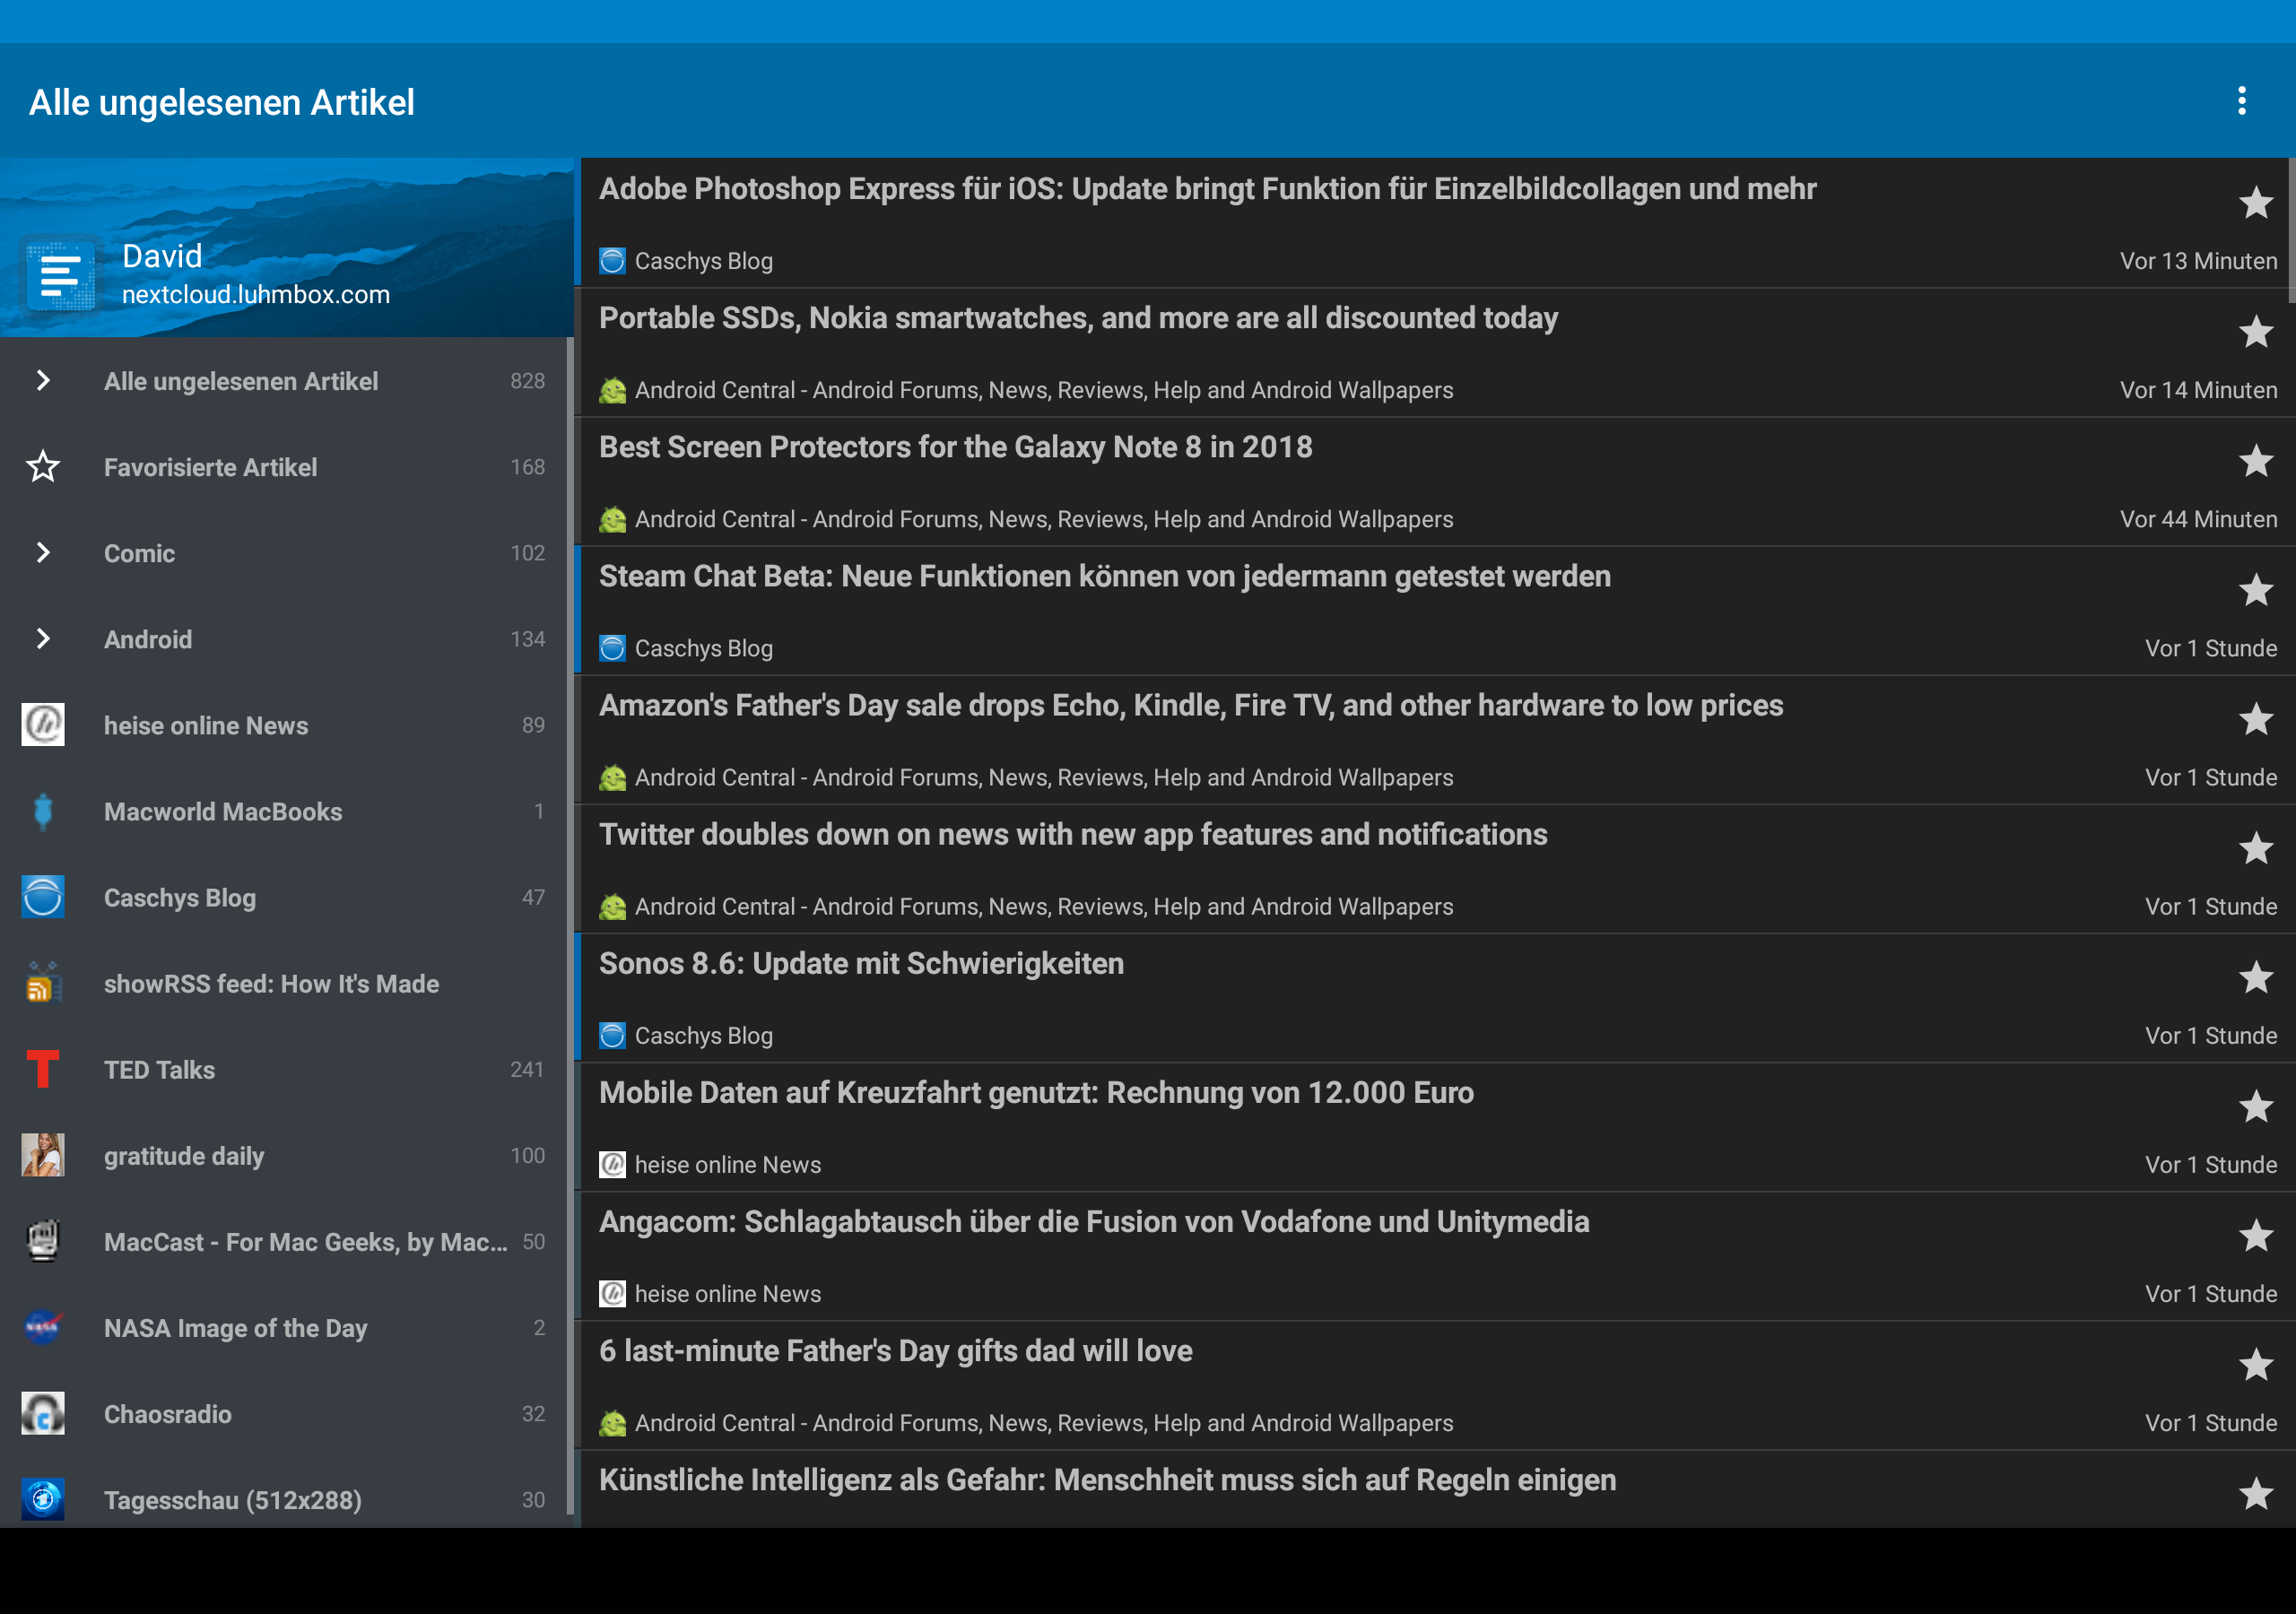 Alle ungelesenen Artikel
David
nextcloud.luhmbox.com
Alle ungelesenen Artikel 828
Favorisierte Artikel 168
Comic 102
Android 134
heise online News 89
Macworld MacBooks 1
Caschys Blog 47
showRSS feed: How It's Made
TED Talks 241
gratitude daily 100
MacCast - For Mac Geeks, by Mac... 50
NASA Image of the Day 2
Chaosradio 32
Tagesschau (512x288) 30
Adobe Photoshop Express für iOS: Update bringt Funktion für Einzelbildcollagen und mehr
Caschys Blog Vor 13 Minuten
Portable SSDs, Nokia smartwatches, and more are all discounted today
Android Central - Android Forums, News, Reviews, Help and Android Wallpapers Vor 14 Minuten
Best Screen Protectors for the Galaxy Note 8 in 2018
Android Central - Android Forums, News, Reviews, Help and Android Wallpapers Vor 44 Minuten
Steam Chat Beta: Neue Funktionen können von jedermann getestet werden
Caschys Blog Vor 1 Stunde
Amazon's Father's Day sale drops Echo, Kindle, Fire TV, and other hardware to low prices
Android Central - Android Forums, News, Reviews, Help and Android Wallpapers Vor 1 Stunde
Twitter doubles down on news with new app features and notifications
Android Central - Android Forums, News, Reviews, Help and Android Wallpapers Vor 1 Stunde
Sonos 8.6: Update mit Schwierigkeiten
Caschys Blog Vor 1 Stunde
Mobile Daten auf Kreuzfahrt genutzt: Rechnung von 12.000 Euro
heise online News Vor 1 Stunde
Angacom: Schlagabtausch über die Fusion von Vodafone und Unitymedia
heise online News Vor 1 Stunde
6 last-minute Father's Day gifts dad will love
Android Central - Android Forums, News, Reviews, Help and Android Wallpapers Vor 1 Stunde
Künstliche Intelligenz als Gefahr: Menschheit muss sich auf Regeln einigen